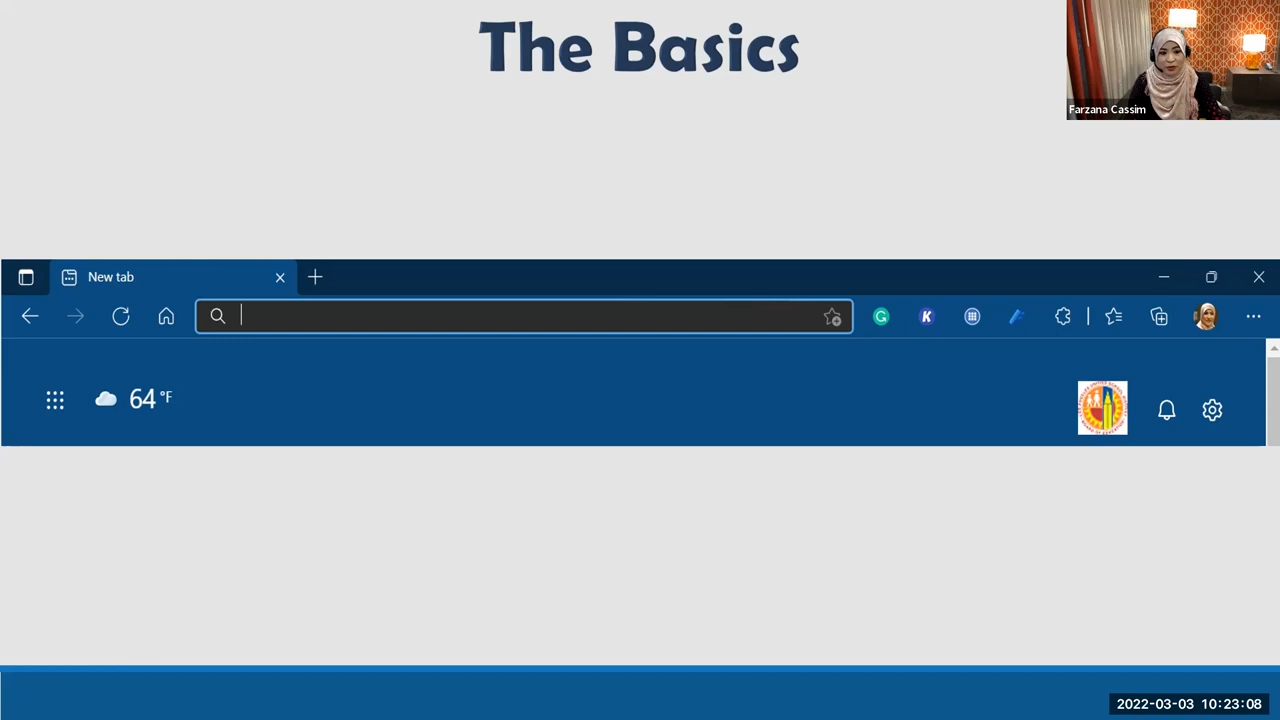 The Basics
Farzana Cassim
New tab
G
K
64 °F
2022-03-03 10:23:08